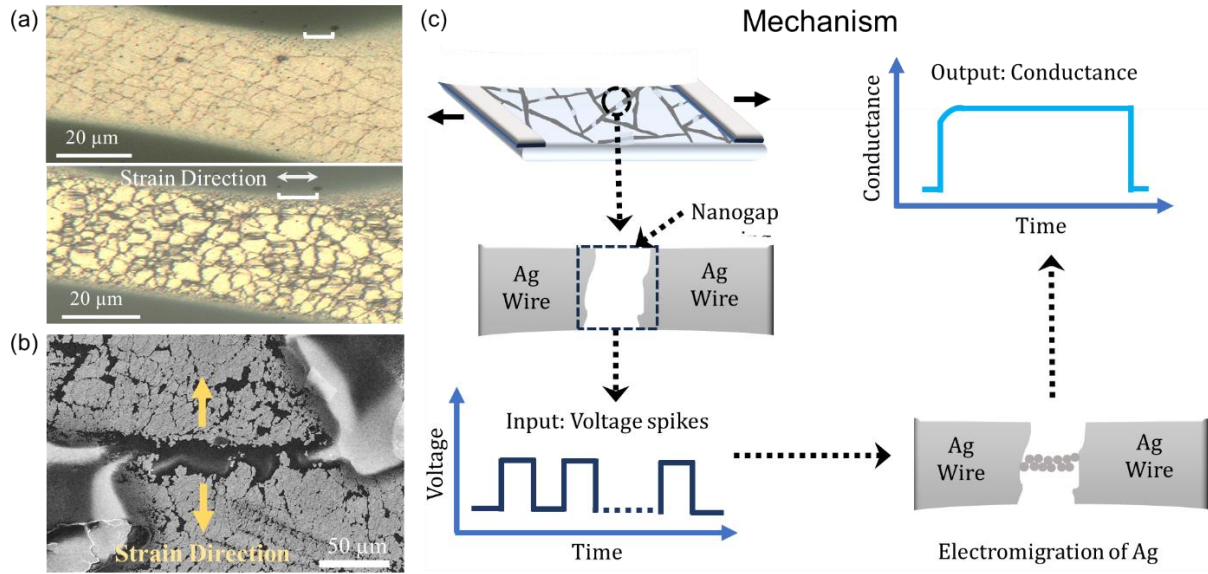 (a)
20 µm
Strain Direction
20 µm
(b)
Strain Direction
50 µm
(c)
Mechanism
Nanogap
Ag
Wire
Ag
Wire
Input: Voltage spikes
Voltage
Time
Output: Conductance
Conductance
Time
Ag
Wire
Ag
Wire
Electromigration of Ag